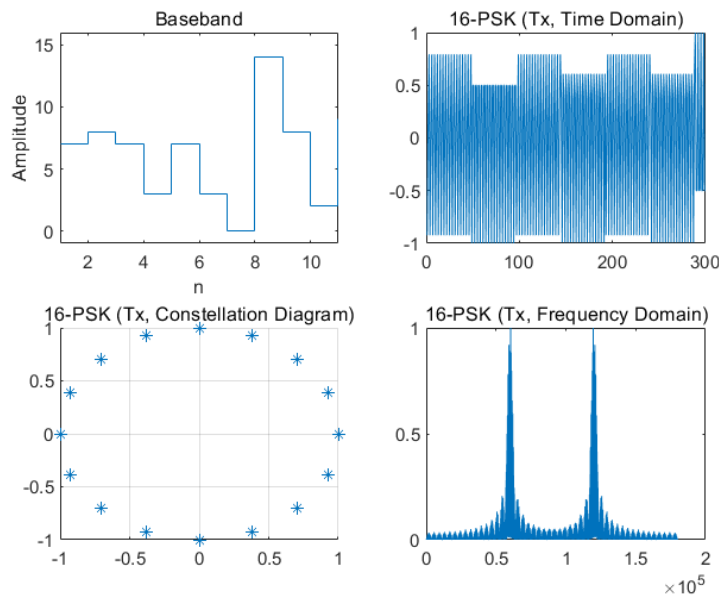 Baseband
15
10
5
0
Amplitude
2 4 6 8 10
n
16-PSK (Tx, Time Domain)
1
0.5
0
-0.5
-1
0 100 200 300
16-PSK (Tx, Constellation Diagram)
1
0.5
0
-0.5
-1
-1 -0.5 0 0.5 1
16-PSK (Tx, Frequency Domain)
1
0.5
0
0 0.5 1 1.5 2
×10^5